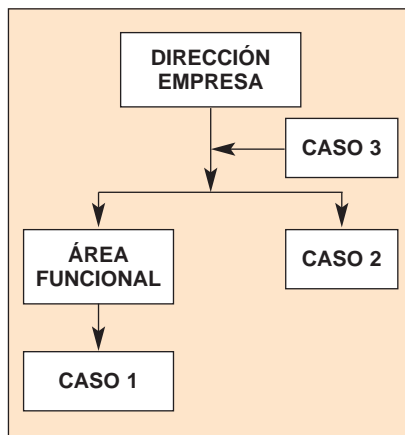 DIRECCIÓN
EMPRESA
CASO 3
ÁREA
FUNCIONAL
CASO 2
CASO 1